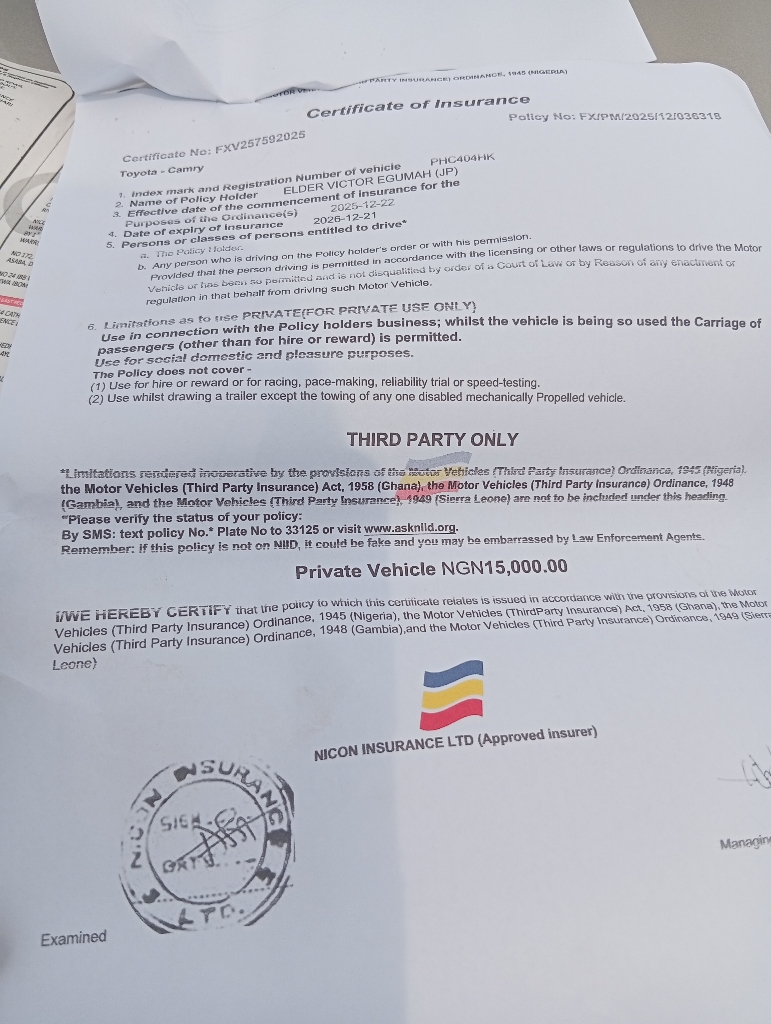 PARTY INSURANCE) ORDINANCE, 1945 (NIGERIA)
Certificate of Insurance
Policy No: FX/PM/2025/12/036318
Certificate No: FXV257592025
Toyota - Camry
1. Index mark and Registration Number of vehicle PHC404HK
2. Name of Policy Holder ELDER VICTOR EGUMAH (JP)
3. Effective date of the commencement of insurance for the
Purposes of the Ordinance(s) 2025-12-22
4. Date of expiry of insurance 2026-12-21
5. Persons or classes of persons entitled to drive*
a. The Policy Holder.
b. Any person who is driving on the Policy holder's order or with his permission.
Provided that the person driving is permitted in accordance with the licensing or other laws or regulations to drive the Motor
Vehicle or has been so permitted and is not disqualified by order of a Court of Law or by Reason of any enactment or
regulation in that behalf from driving such Motor Vehicle.
6. Limitations as to use PRIVATE(FOR PRIVATE USE ONLY)
Use in connection with the Policy holders business; whilst the vehicle is being so used the Carriage of
passengers (other than for hire or reward) is permitted.
Use for social domestic and pleasure purposes.
The Policy does not cover -
(1) Use for hire or reward or for racing, pace-making, reliability trial or speed-testing.
(2) Use whilst drawing a trailer except the towing of any one disabled mechanically Propelled vehicle.
THIRD PARTY ONLY
*Limitations rendered inoperative by the provisions of the Motor Vehicles (Third Party Insurance) Ordinance, 1945 (Nigeria),
the Motor Vehicles (Third Party Insurance) Act, 1958 (Ghana), the Motor Vehicles (Third Party Insurance) Ordinance, 1948
(Gambia), and the Motor Vehicles (Third Party Insurance), 1949 (Sierra Leone) are not to be included under this heading.
"Please verify the status of your policy:
By SMS: text policy No.* Plate No to 33125 or visit www.askniid.org.
Remember: If this policy is not on NIID, it could be fake and you may be embarrassed by Law Enforcement Agents.
Private Vehicle NGN15,000.00
I/WE HEREBY CERTIFY that the policy to which this certificate relates is issued in accordance with the provisions of the Motor
Vehicles (Third Party Insurance) Ordinance, 1945 (Nigeria), the Motor Vehicles (ThirdParty Insurance) Act, 1958 (Ghana), the Motor
Vehicles (Third Party Insurance) Ordinance, 1948 (Gambia),and the Motor Vehicles (Third Party Insurance) Ordinance, 1949 (Sierra
Leone}
NICON INSURANCE LTD (Approved insurer)
NICON INSURANCE LTD.
SIGN
DATE
Managing
Examined